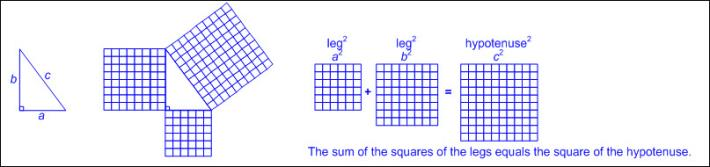 b
c
a
leg² leg² hypotenuse²
a² b² c²
+ =
The sum of the squares of the legs equals the square of the hypotenuse.